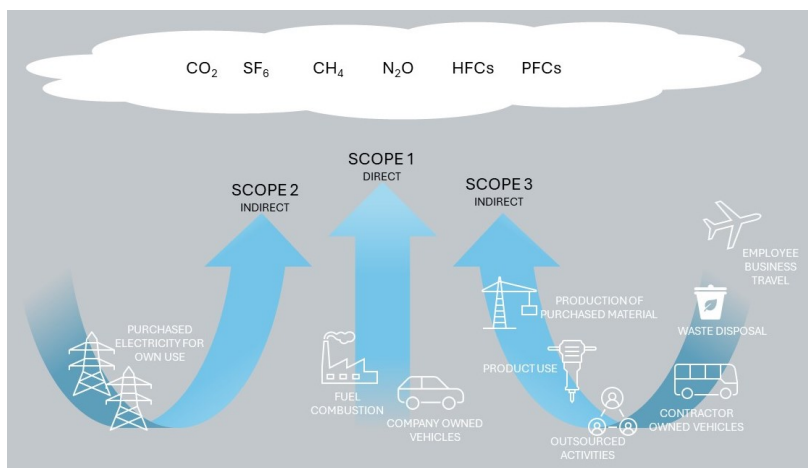 CO₂ SF₆ CH₄ N₂O HFCs PFCs
SCOPE 1
DIRECT
SCOPE 2
INDIRECT
SCOPE 3
INDIRECT
PURCHASED
ELECTRICITY FOR
OWN USE
FUEL
COMBUSTION
COMPANY OWNED
VEHICLES
PRODUCTION OF
PURCHASED MATERIAL
PRODUCT USE
OUTSOURCED
ACTIVITIES
EMPLOYEE
BUSINESS
TRAVEL
WASTE DISPOSAL
CONTRACTOR
OWNED VEHICLES